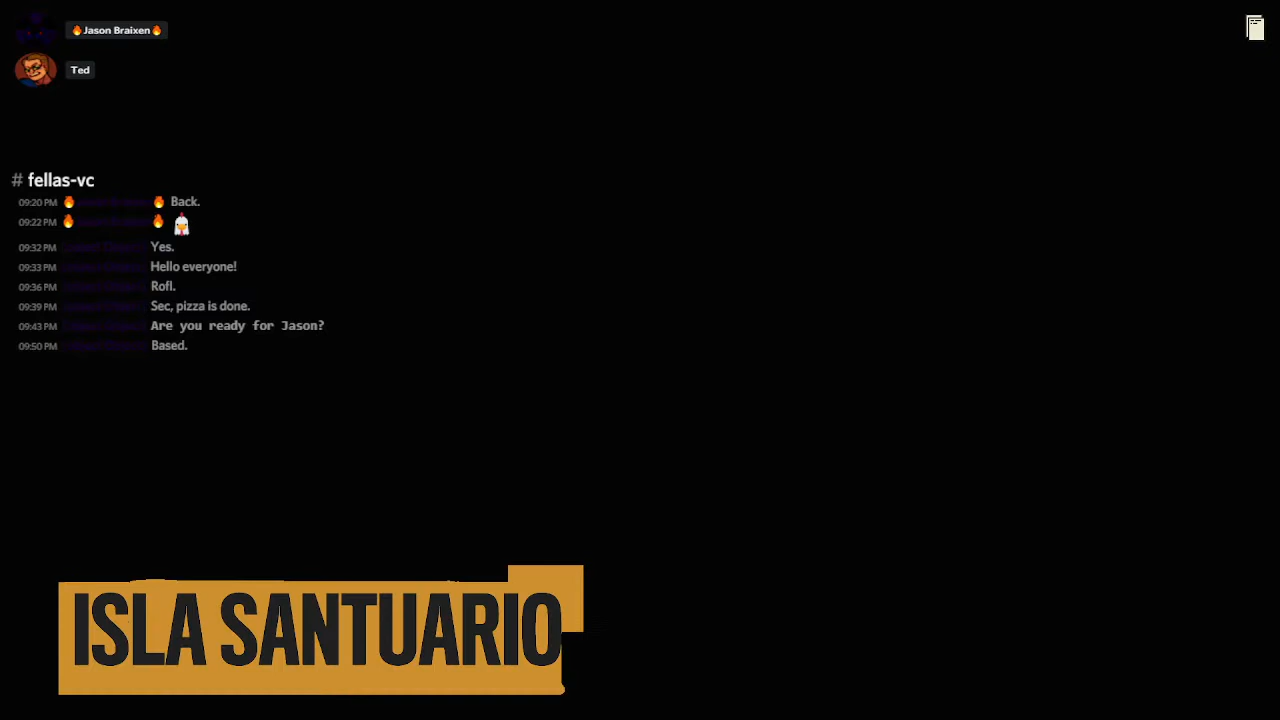 🔥Jason Braixen🔥
Ted
# fellas-vc
09:20 PM 🔥 🔥 Back.
09:22 PM 🔥 🔥 🐔
09:32 PM Yes.
09:33 PM Hello everyone!
09:36 PM Rofl.
09:39 PM Sec, pizza is done.
09:43 PM Are you ready for Jason?
09:50 PM Based.
ISLA SANTUARIO